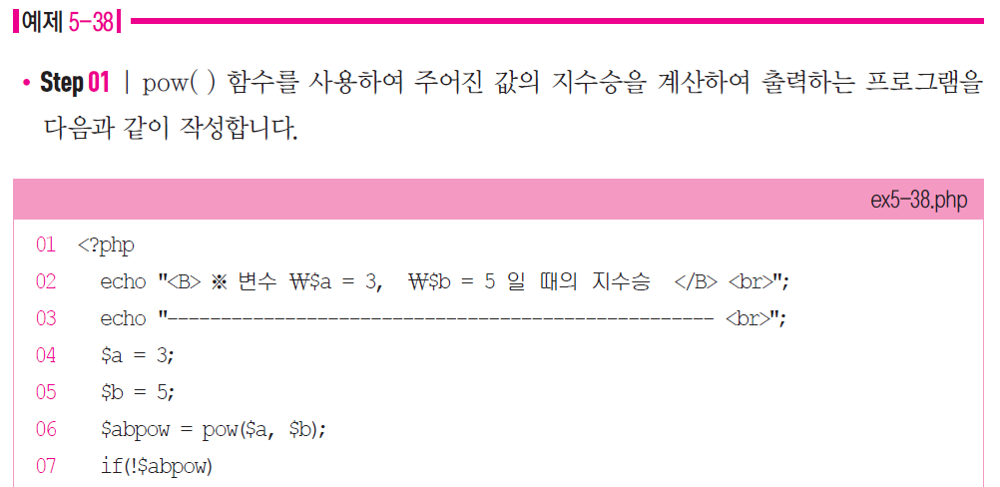 예제 5-38
• Step 01 | pow( ) 함수를 사용하여 주어진 값의 지수승을 계산하여 출력하는 프로그램을
다음과 같이 작성합니다.
ex5-38.php
01 <?php
02 echo "<B> ※ 변수 ₩$a = 3, ₩$b = 5 일 때의 지수승 </B> <br>";
03 echo "--------------------------------------------------- <br>";
04 $a = 3;
05 $b = 5;
06 $abpow = pow($a, $b);
07 if(!$abpow)